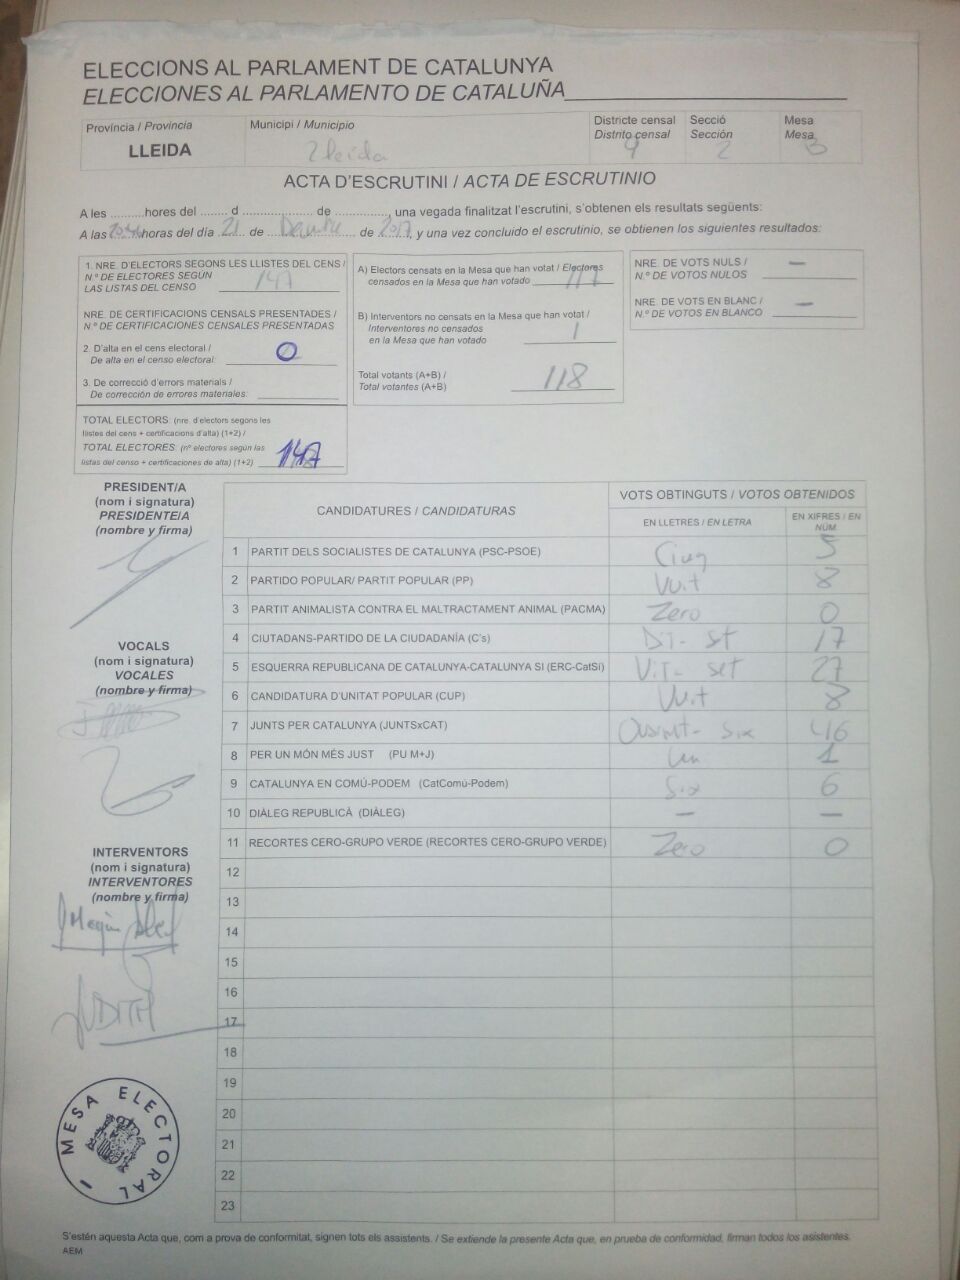 ELECCIONS AL PARLAMENT DE CATALUNYA
ELECCIONES AL PARLAMENTO DE CATALUÑA
Província / Provincia
LLEIDA
Municipi / Municipio
Lleida
Districte censal
Distrito censal
4
Secció
Sección
2
Mesa
Mesa
B
ACTA D'ESCRUTINI / ACTA DE ESCRUTINIO
A les ..........hores del ........ d .................... de ..............., una vegada finalitzat l'escrutini, s'obtenen els resultats següents:
A las horas del día 21 de de 2017, y una vez concluido el escrutinio, se obtienen los siguientes resultados:
1. NRE. D'ELECTORS SEGONS LES LLISTES DEL CENS /
N.º DE ELECTORES SEGÚN
LAS LISTAS DEL CENSO 147
NRE. DE CERTIFICACIONS CENSALS PRESENTADES /
N.º DE CERTIFICACIONES CENSALES PRESENTADAS
2. D'alta en el cens electoral /
De alta en el censo electoral: 0
3. De correcció d'errors materials /
De corrección de errores materiales:
TOTAL ELECTORS: (nre. d'electors segons les
llistes del cens + certificacions d'alta) (1+2) /
TOTAL ELECTORES: (nº electores según las
listas del censo + certificaciones de alta) (1+2) 147
A) Electors censats en la Mesa que han votat / Electores
censados en la Mesa que han votado 117
B) Interventors no censats en la Mesa que han votat /
Interventores no censados
en la Mesa que han votado 1
Total votants (A+B) /
Total votantes (A+B) 118
NRE. DE VOTS NULS /
N.º DE VOTOS NULOS —
NRE. DE VOTS EN BLANC /
N.º DE VOTOS EN BLANCO —
PRESIDENT/A
(nom i signatura)
PRESIDENTE/A
(nombre y firma)
VOCALS
(nom i signatura)
VOCALES
(nombre y firma)
INTERVENTORS
(nom i signatura)
INTERVENTORES
(nombre y firma)
JUDITH
MESA ELECTORAL
CANDIDATURES / CANDIDATURAS
VOTS OBTINGUTS / VOTOS OBTENIDOS
EN LLETRES / EN LETRA
EN XIFRES / EN NÚM.
1 PARTIT DELS SOCIALISTES DE CATALUNYA (PSC-PSOE) 5
2 PARTIDO POPULAR/ PARTIT POPULAR (PP) Vuit 8
3 PARTIT ANIMALISTA CONTRA EL MALTRACTAMENT ANIMAL (PACMA) Zero 0
4 CIUTADANS-PARTIDO DE LA CIUDADANÍA (C's) 17
5 ESQUERRA REPUBLICANA DE CATALUNYA-CATALUNYA SI (ERC-CatSí) Vit- set 27
6 CANDIDATURA D'UNITAT POPULAR (CUP) Vuit 8
7 JUNTS PER CATALUNYA (JUNTSxCAT) 46
8 PER UN MÓN MÉS JUST (PU M+J) Un 1
9 CATALUNYA EN COMÚ-PODEM (CatComú-Podem) Six 6
10 DIÀLEG REPUBLICÀ (DIÀLEG) — —
11 RECORTES CERO-GRUPO VERDE (RECORTES CERO-GRUPO VERDE) Zero 0
12
13
14
15
16
17
18
19
20
21
22
23
S'estén aquesta Acta que, com a prova de conformitat, signen tots els assistents. / Se extiende la presente Acta que, en prueba de conformidad, firman todos los asistentes.
AEM